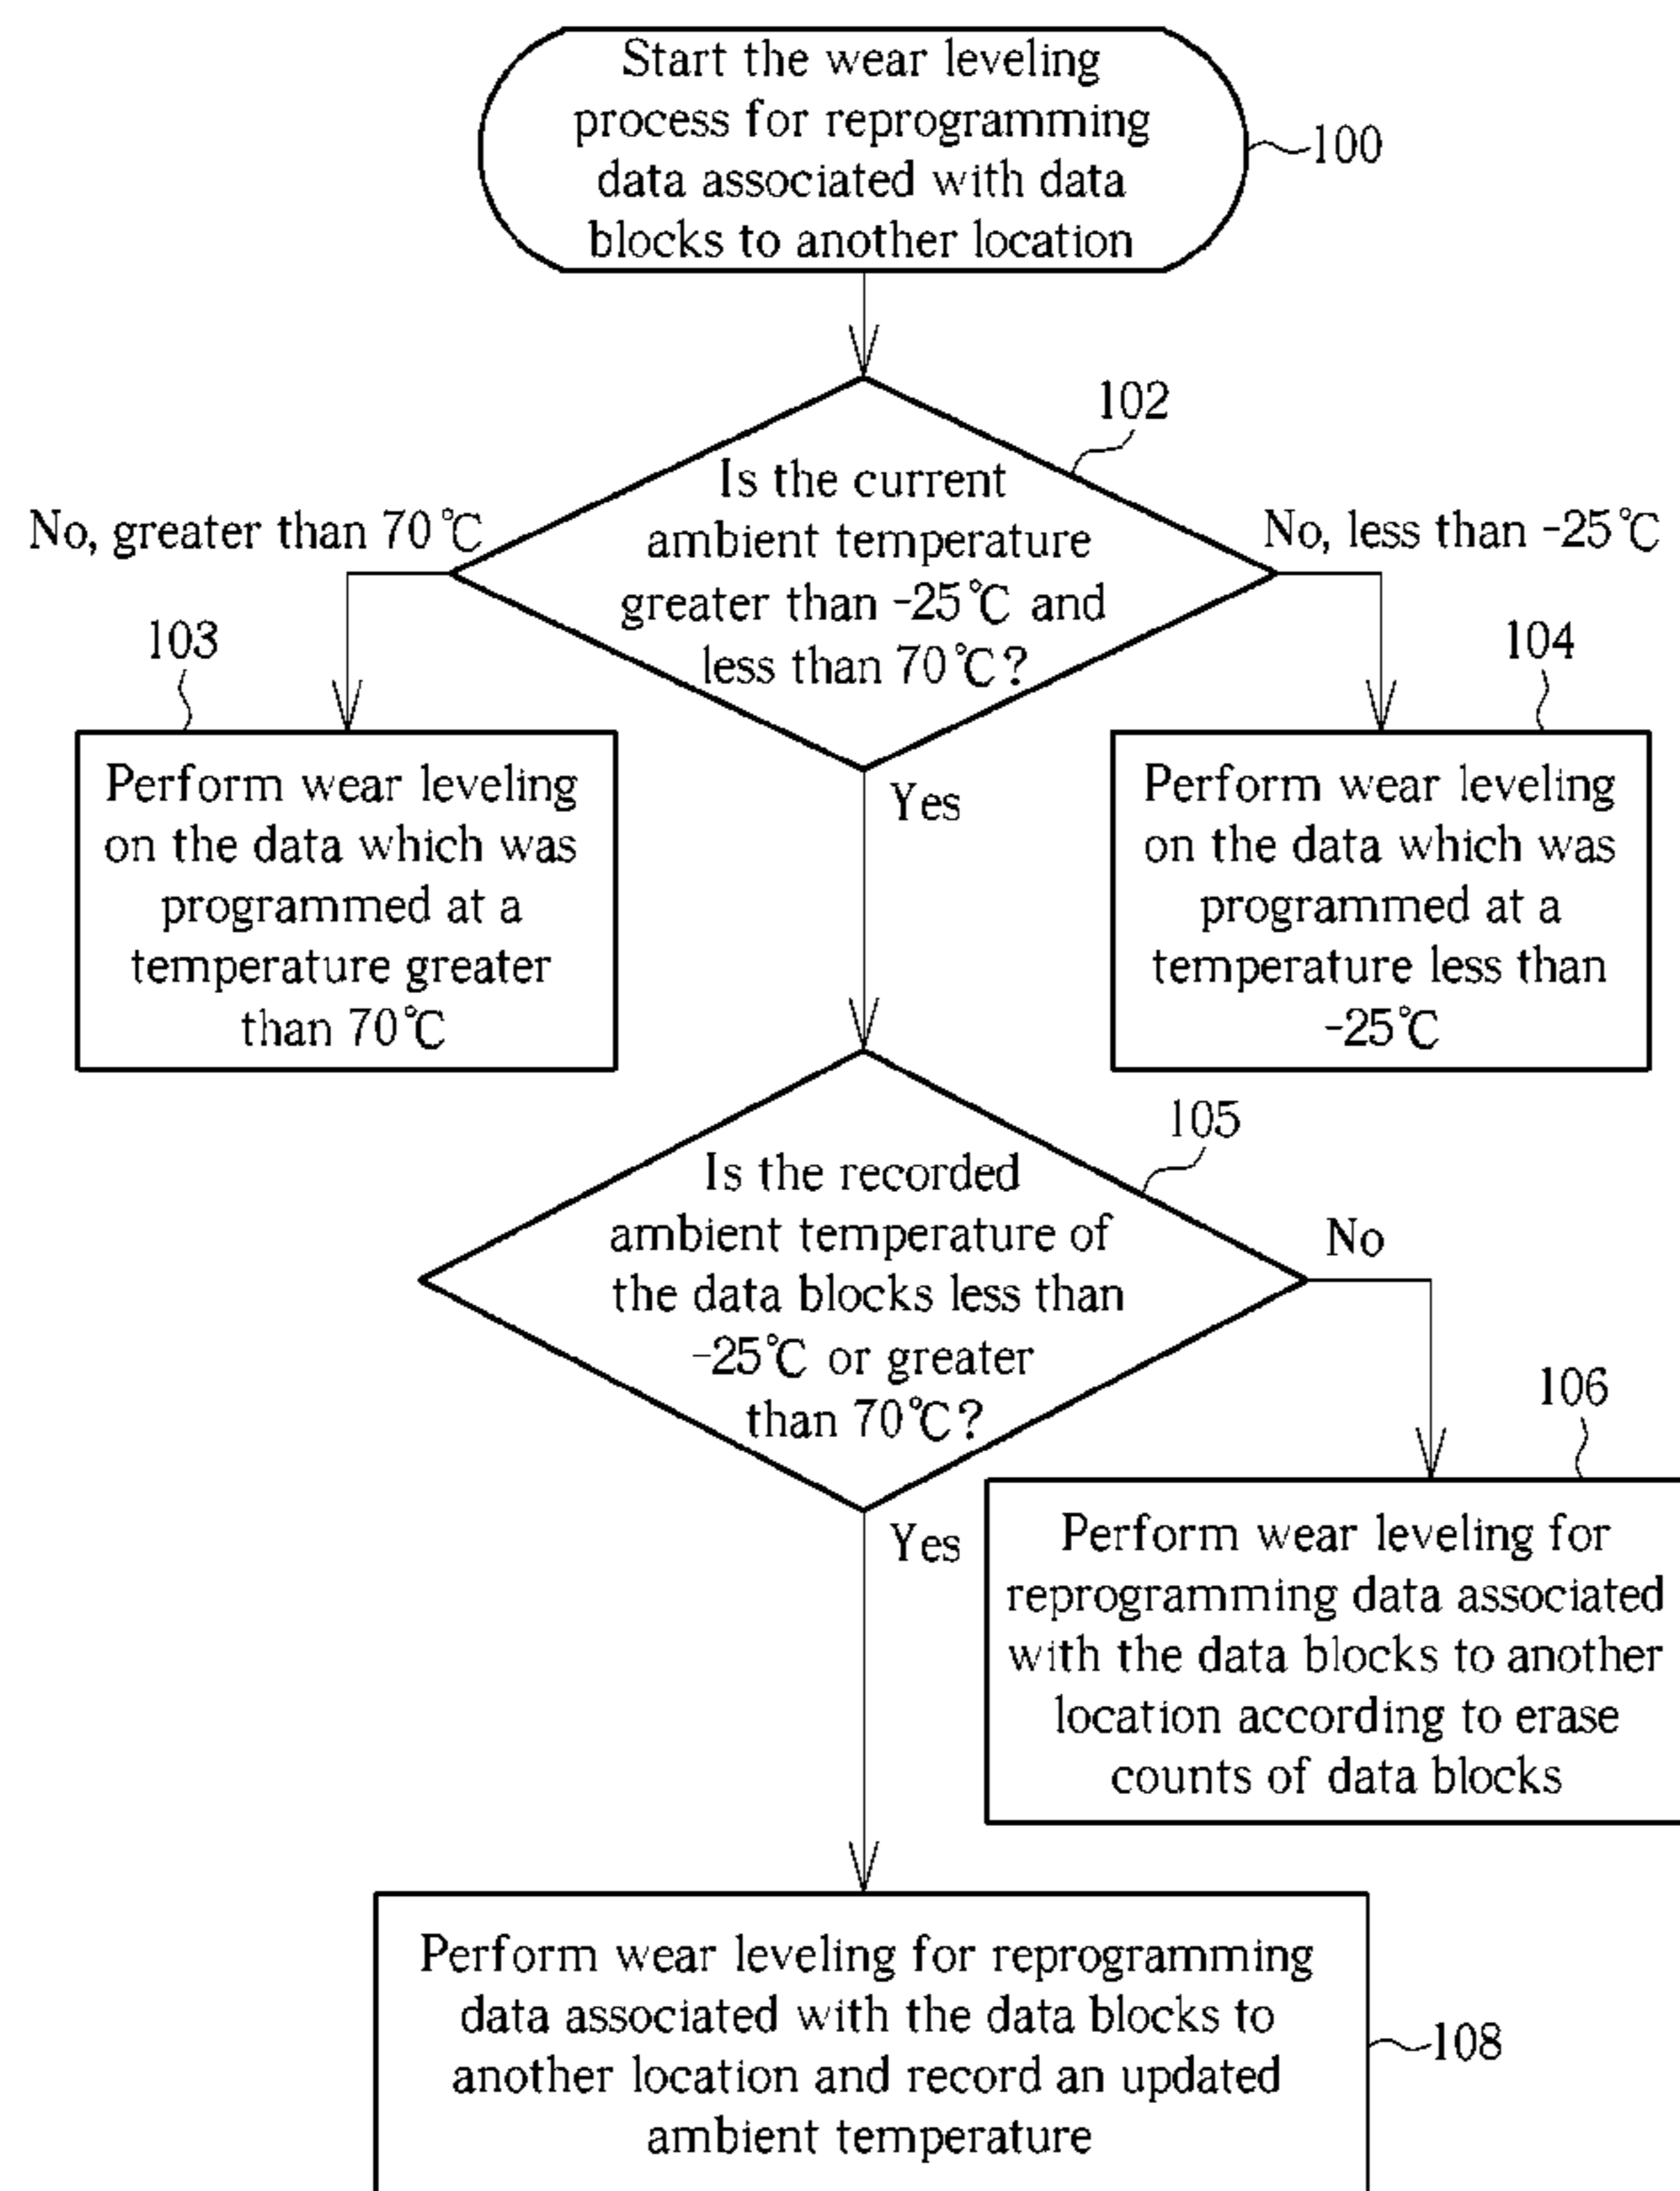 Start the wear leveling
process for reprogramming
data associated with data
blocks to another location
100
102
Is the current
ambient temperature
greater than -25℃ and
less than 70℃?
No, greater than 70℃
No, less than -25℃
103
104
Perform wear leveling
on the data which was
programmed at a
temperature greater
than 70℃
Yes
Perform wear leveling
on the data which was
programmed at a
temperature less than
-25℃
105
Is the recorded
ambient temperature of
the data blocks less than
-25℃ or greater
than 70℃?
No
106
Yes
Perform wear leveling for
reprogramming data associated
with the data blocks to another
location according to erase
counts of data blocks
Perform wear leveling for reprogramming
data associated with the data blocks to
another location and record an updated
ambient temperature
108